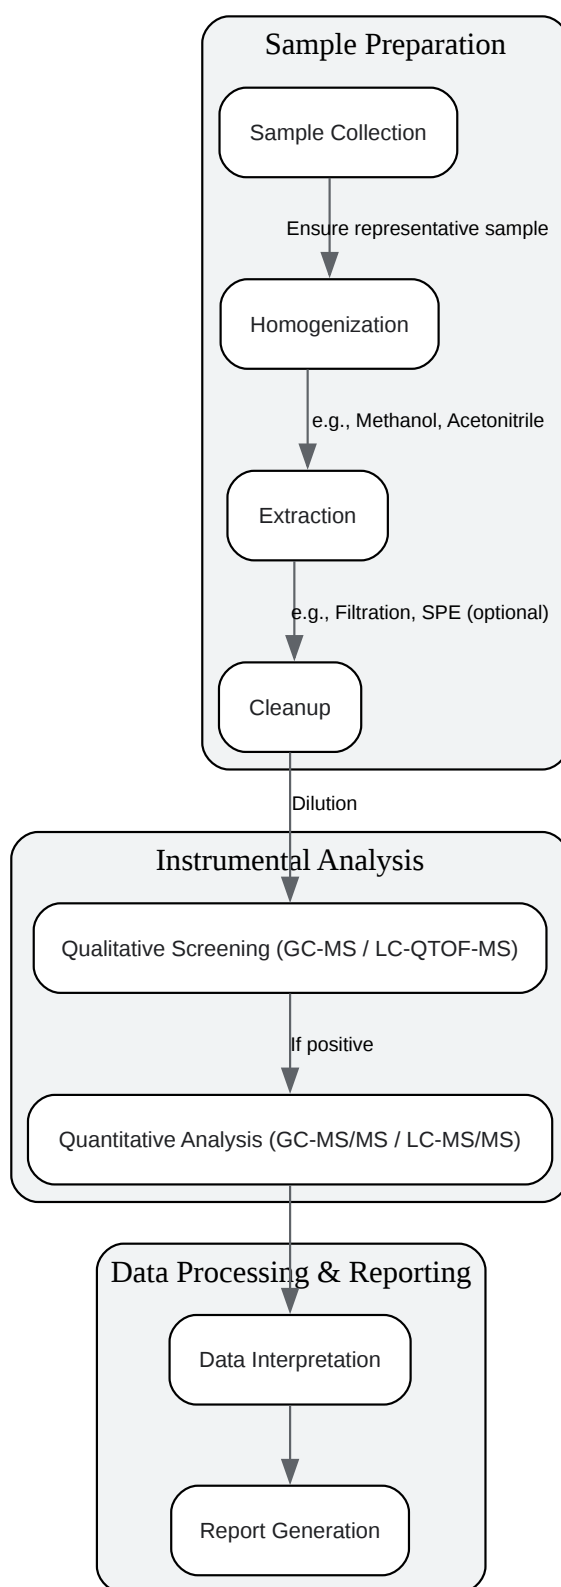 Sample Preparation
Sample Collection
Ensure representative sample
Homogenization
e.g., Methanol, Acetonitrile
Extraction
e.g., Filtration, SPE (optional)
Cleanup
Dilution
Instrumental Analysis
Qualitative Screening (GC-MS / LC-QTOF-MS)
If positive
Quantitative Analysis (GC-MS/MS / LC-MS/MS)
Data Processing & Reporting
Data Interpretation
Report Generation